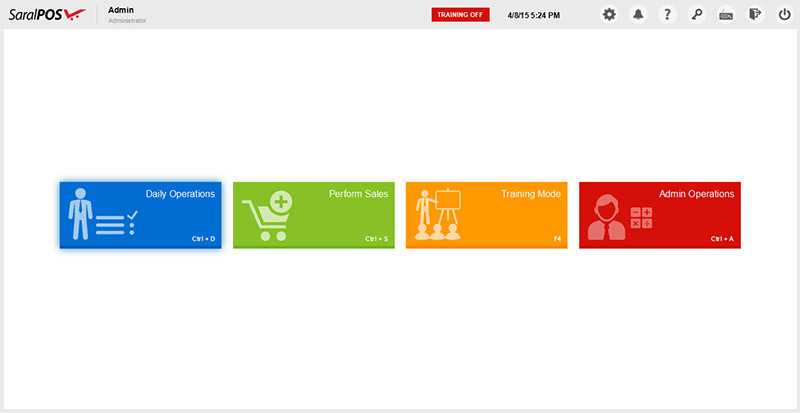 SaralPOS
Admin
Administrator
TRAINING OFF
4/8/15 5:24 PM
Daily Operations
Ctrl + D
Perform Sales
Ctrl + S
Training Mode
F4
Admin Operations
Ctrl + A